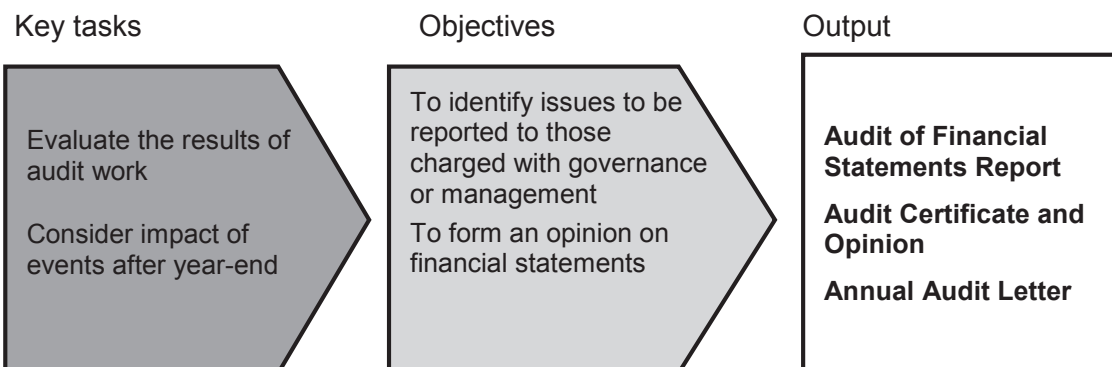 Key tasks
Objectives
Output
Evaluate the results of
audit work
Consider impact of
events after year-end
To identify issues to be
reported to those
charged with governance
or management
To form an opinion on
financial statements
Audit of Financial
Statements Report
Audit Certificate and
Opinion
Annual Audit Letter